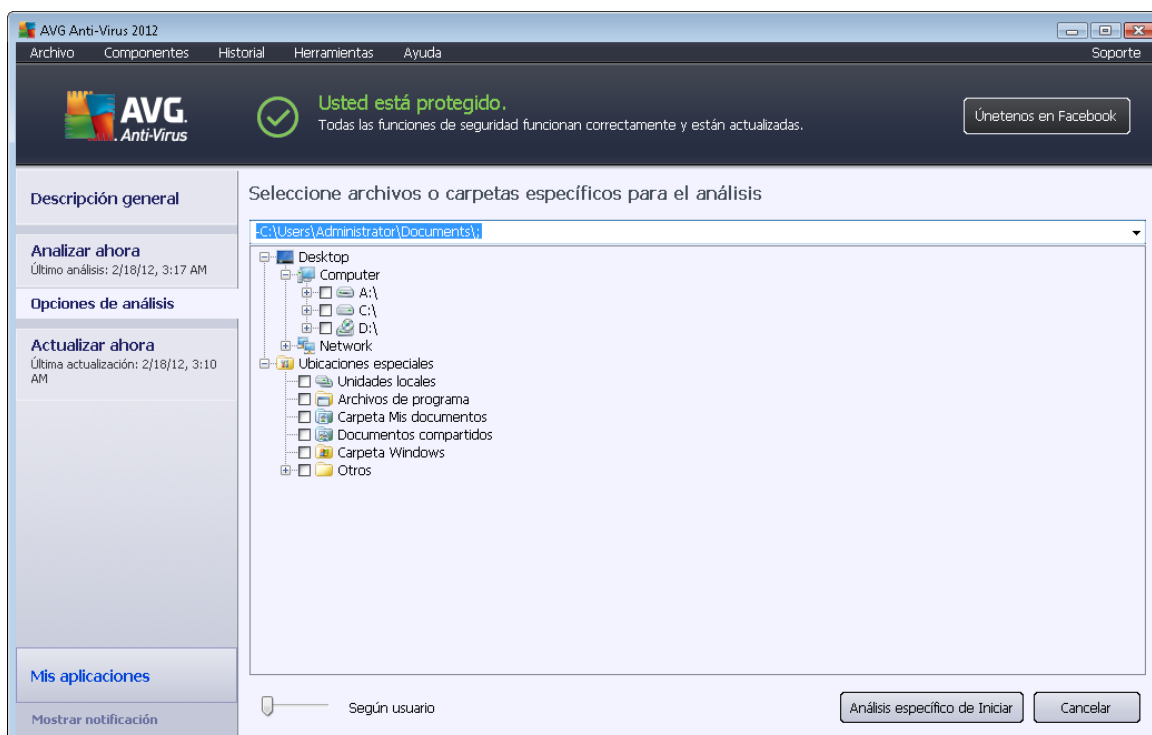 AVG Anti-Virus 2012
Archivo Componentes Historial Herramientas Ayuda Soporte
AVG.
Anti-Virus
Usted está protegido.
Todas las funciones de seguridad funcionan correctamente y están actualizadas.
Únetenos en Facebook
Descripción general
Analizar ahora
Último análisis: 2/18/12, 3:17 AM
Opciones de análisis
Actualizar ahora
Última actualización: 2/18/12, 3:10
AM
Mis aplicaciones
Mostrar notificación
Seleccione archivos o carpetas específicos para el análisis
-C:\Users\Administrator\Documents\;
Desktop
Computer
A:\
C:\
D:\
Network
Ubicaciones especiales
Unidades locales
Archivos de programa
Carpeta Mis documentos
Documentos compartidos
Carpeta Windows
Otros
Según usuario
Análisis específico de Iniciar
Cancelar